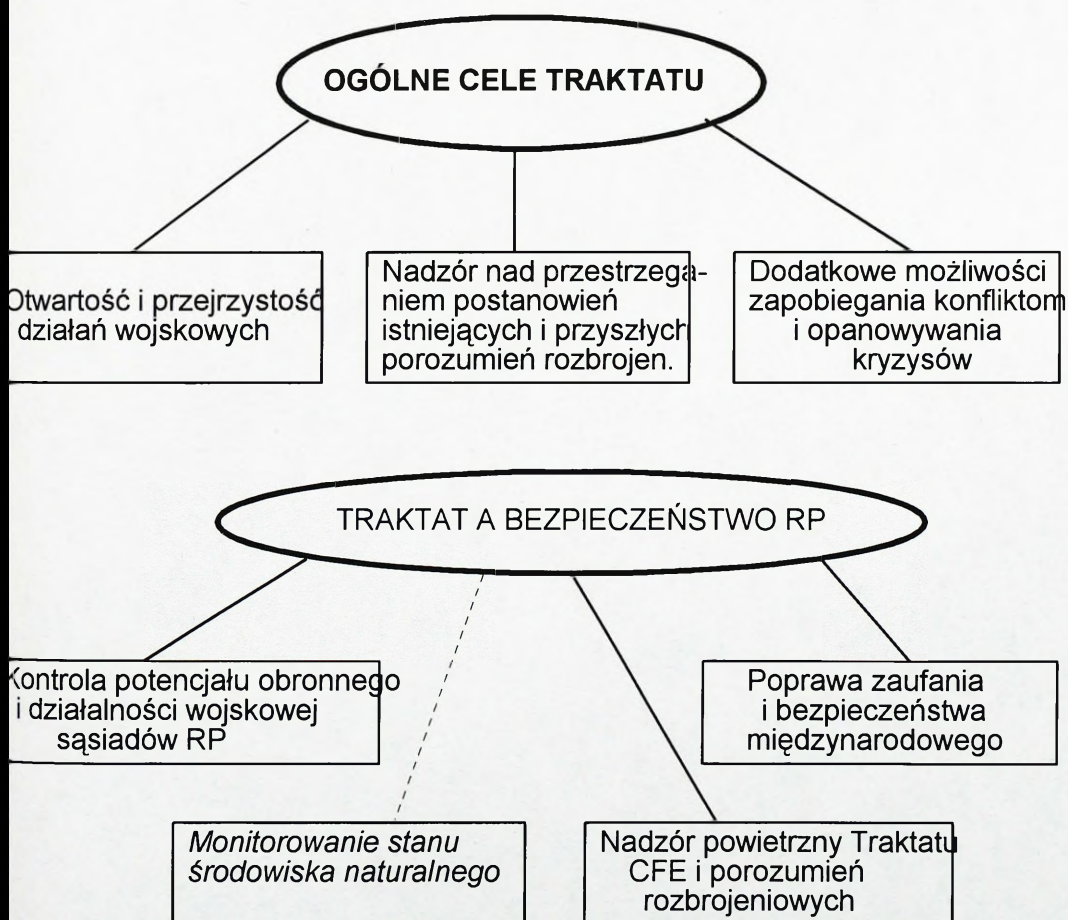 OGÓLNE CELE TRAKTATU
Otwartość i przejrzystość
działań wojskowych
Nadzór nad przestrzega-
niem postanowień
istniejących i przyszłych
porozumień rozbrojen.
Dodatkowe możliwości
zapobiegania konfliktom
i opanowywania
kryzysów
TRAKTAT A BEZPIECZEŃSTWO RP
Kontrola potencjału obronnego
i działalności wojskowej
sąsiadów RP
Poprawa zaufania
i bezpieczeństwa
międzynarodowego
Monitorowanie stanu
środowiska naturalnego
Nadzór powietrzny Traktatu
CFE i porozumień
rozbrojeniowych